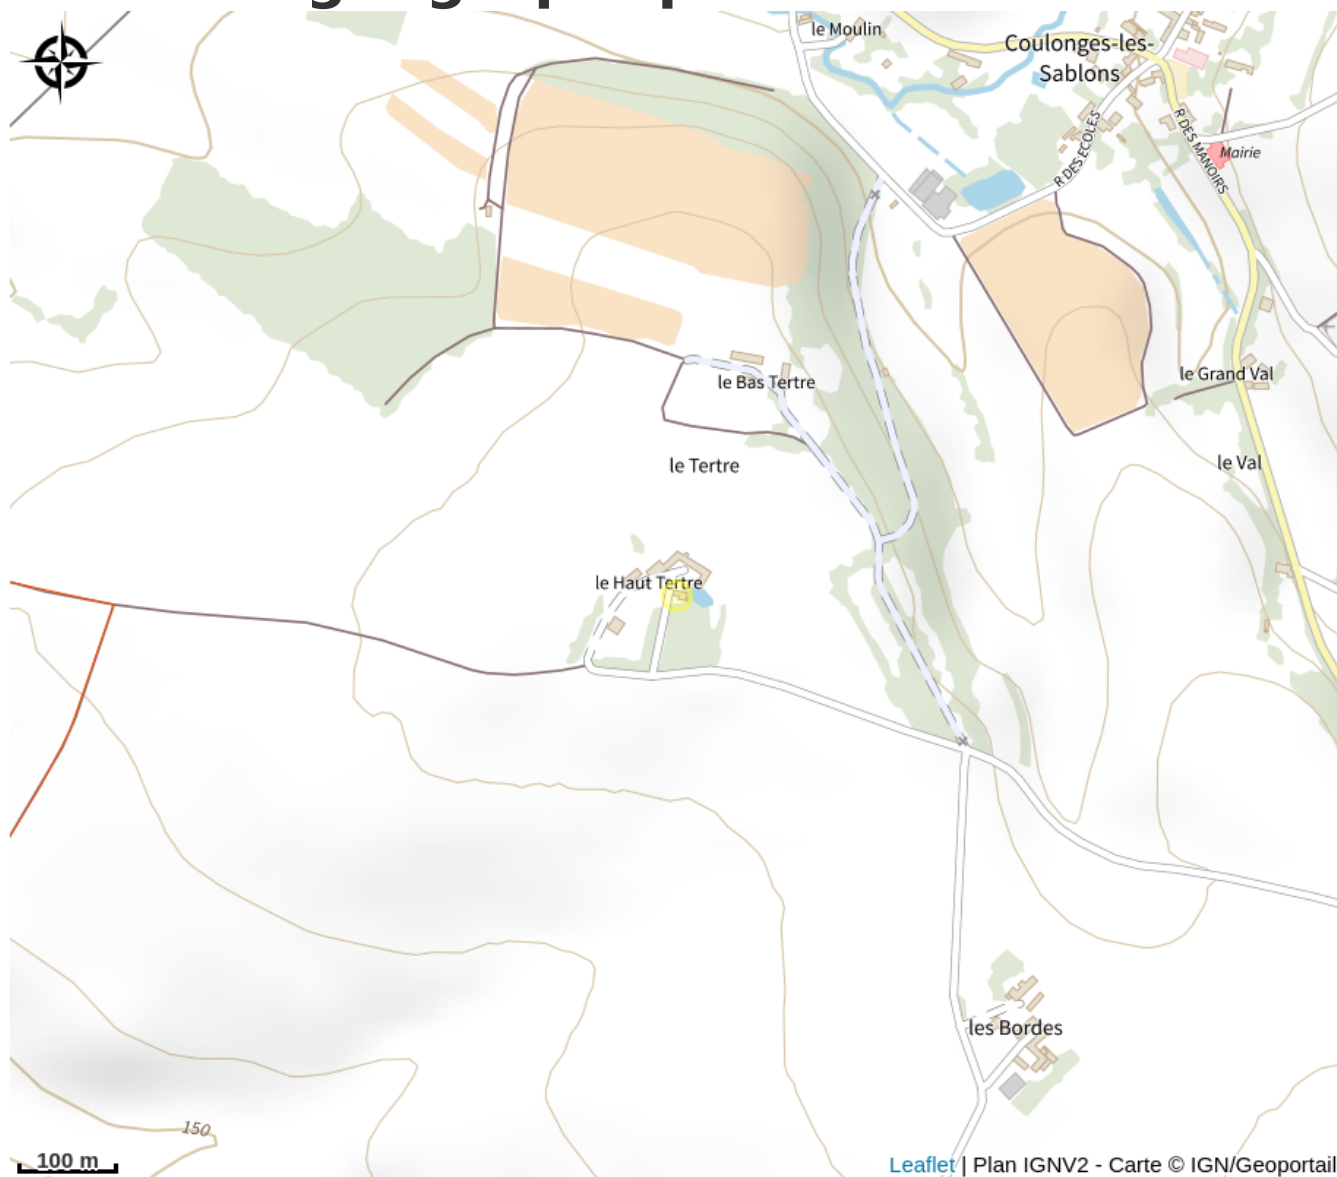 le Moulin
Coulonges-les-
Sablons
R DES ECOLES
R DES MANOIRS
Mairie
le Bas Tertre
le Grand Val
le Tertre
le Val
le Haut Tertre
les Bordes
150
100 m
Leaflet | Plan IGNV2 - Carte © IGN/Geoportail